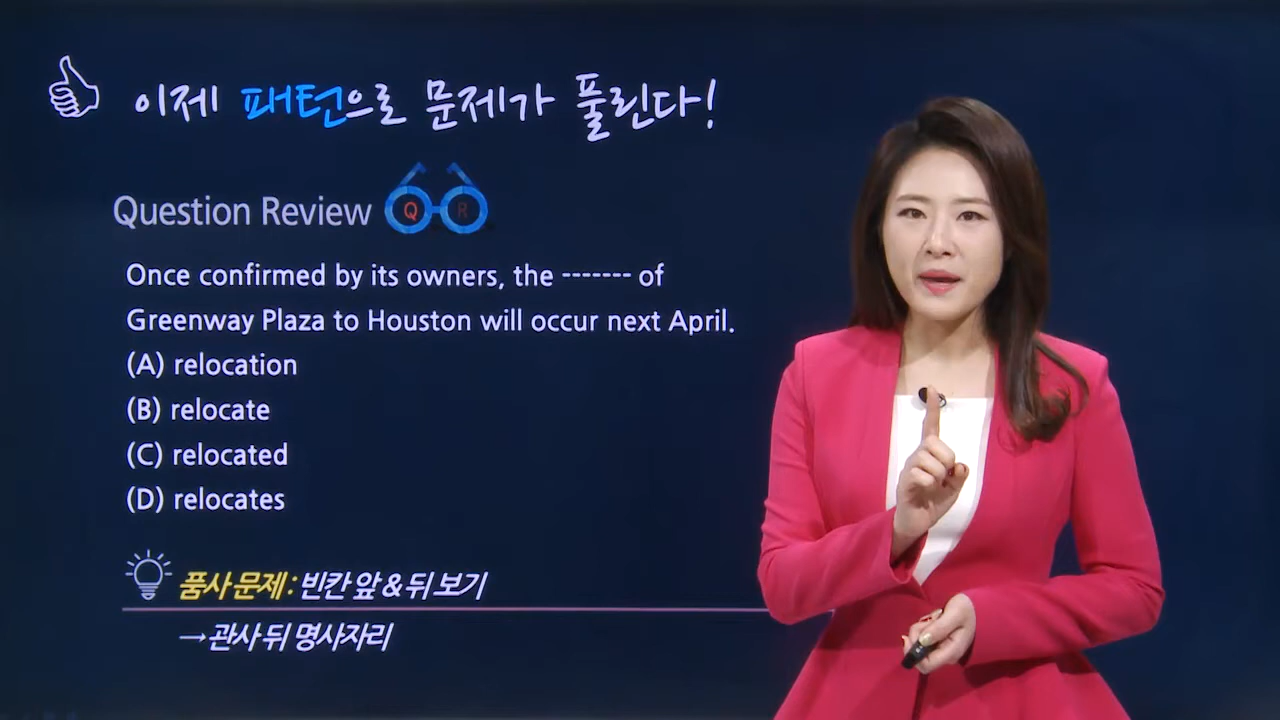 이제 패턴으로 문제가 풀린다!
Question Review Q R
Once confirmed by its owners, the ------- of
Greenway Plaza to Houston will occur next April.
(A) relocation
(B) relocate
(C) relocated
(D) relocates
품사 문제 : 빈칸 앞 & 뒤 보기
→ 관사 뒤 명사자리